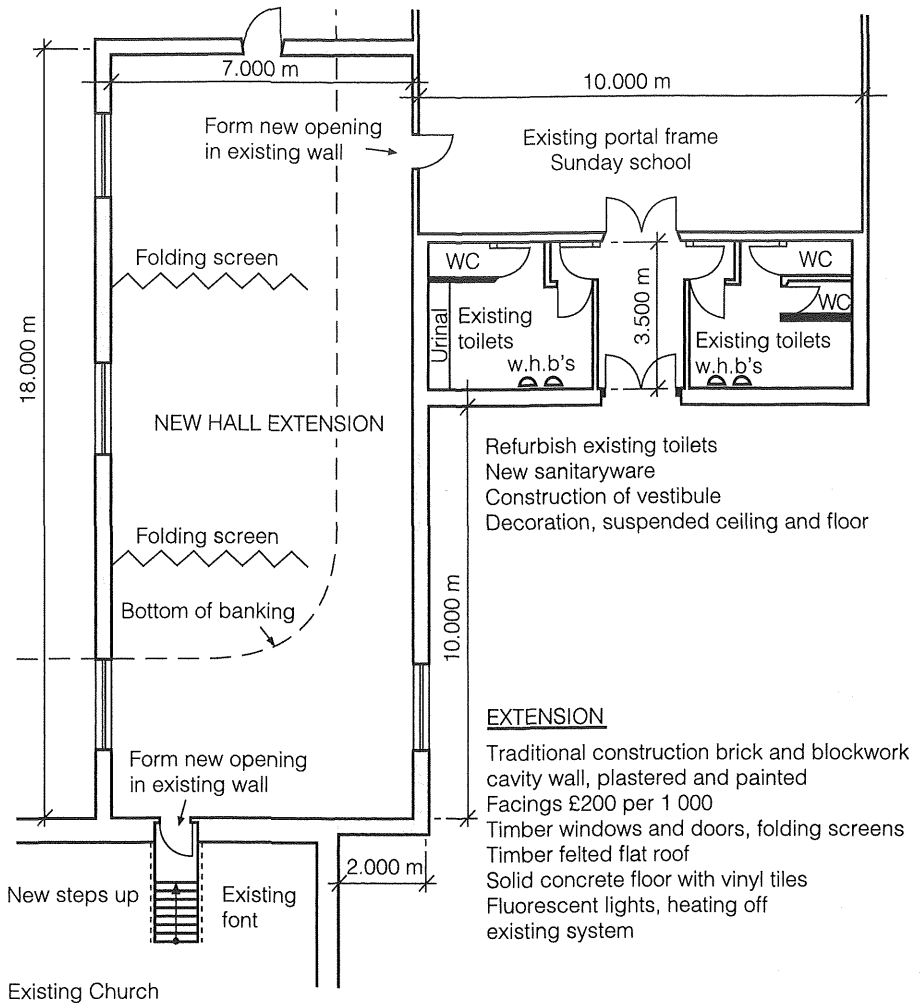 7.000 m
10.000 m
Form new opening
in existing wall
Existing portal frame
Sunday school
Folding screen
WC
WC
Urinal
Existing
toilets
w.h.b's
3.500 m
WC
Existing toilets
w.h.b's
18.000 m
NEW HALL EXTENSION
Refurbish existing toilets
New sanitaryware
Construction of vestibule
Decoration, suspended ceiling and floor
Folding screen
Bottom of banking
10.000 m
EXTENSION
Traditional construction brick and blockwork
cavity wall, plastered and painted
Facings £200 per 1 000
Timber windows and doors, folding screens
Timber felted flat roof
Solid concrete floor with vinyl tiles
Fluorescent lights, heating off
existing system
Form new opening
in existing wall
2.000 m
New steps up
Existing
font
Existing Church